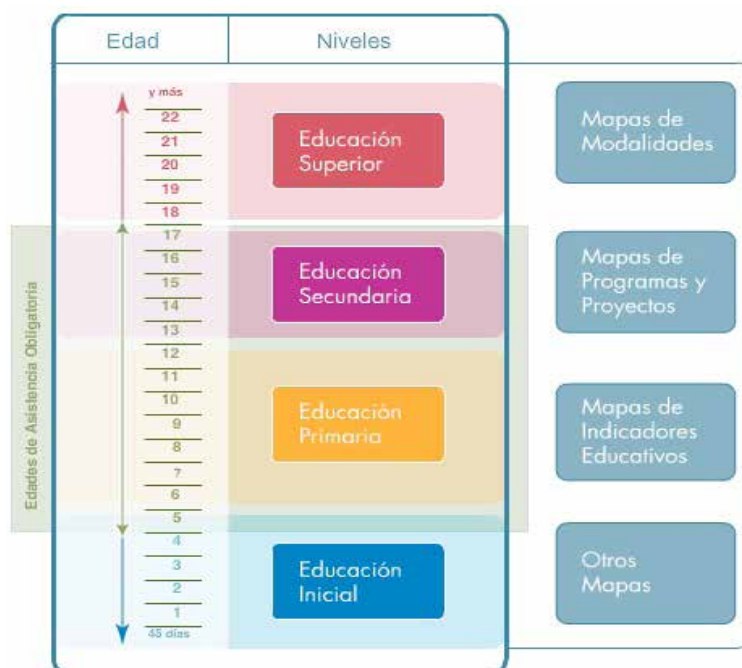 Edad
Niveles
y más
22
21
20
19
18
17
16
15
14
13
12
11
10
9
8
7
6
5
4
3
2
1
45 días
Edades de Asistencia Obligatoria
Educación
Superior
Educación
Secundaria
Educación
Primaria
Educación
Inicial
Mapas de
Modalidades
Mapas de
Programas y
Proyectos
Mapas de
Indicadores
Educativos
Otros
Mapas